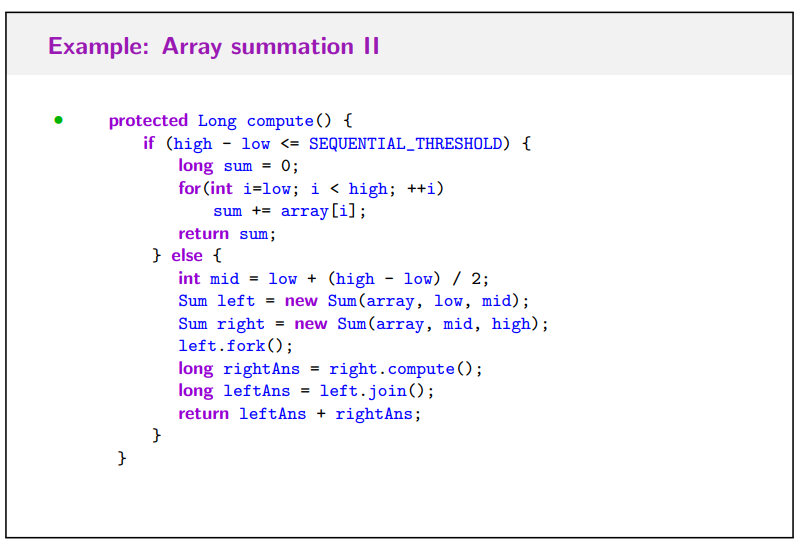 Example: Array summation II
• protected Long compute() {
if (high - low <= SEQUENTIAL_THRESHOLD) {
long sum = 0;
for(int i=low; i < high; ++i)
sum += array[i];
return sum;
} else {
int mid = low + (high - low) / 2;
Sum left = new Sum(array, low, mid);
Sum right = new Sum(array, mid, high);
left.fork();
long rightAns = right.compute();
long leftAns = left.join();
return leftAns + rightAns;
}
}